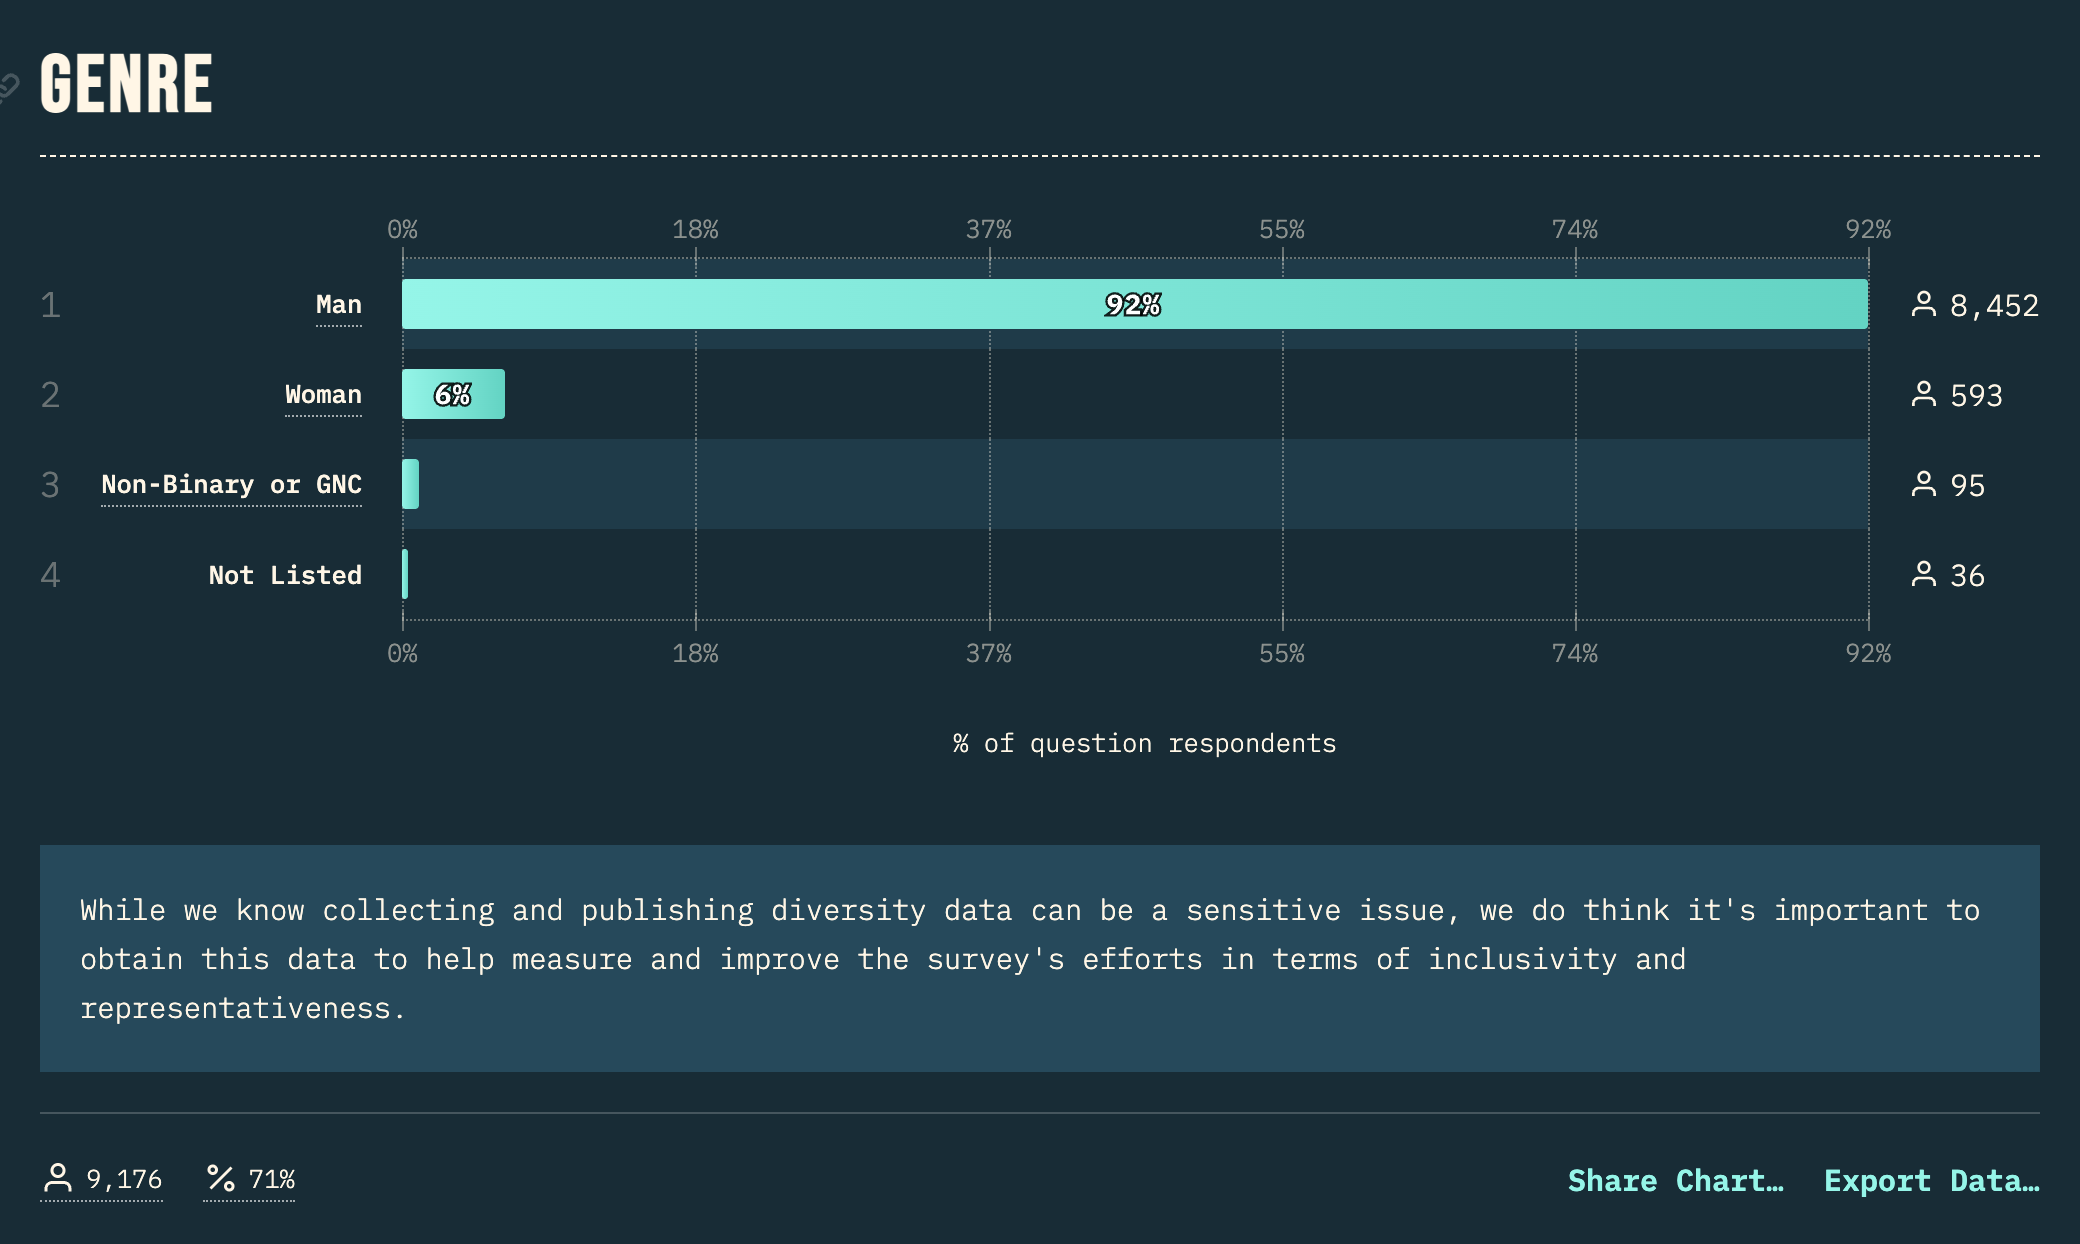 GENRE
0% 18% 37% 55% 74% 92%
1 Man 92% 8,452
2 Woman 6% 593
3 Non-Binary or GNC 95
4 Not Listed 36
0% 18% 37% 55% 74% 92%
% of question respondents
While we know collecting and publishing diversity data can be a sensitive issue, we do think it's important to
obtain this data to help measure and improve the survey's efforts in terms of inclusivity and
representativeness.
9,176 % 71% Share Chart… Export Data…